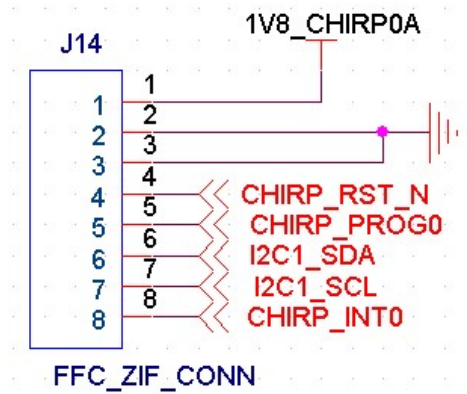 1V8_CHIRP0A
J14
1 1
2 2
3 3
4 4 CHIRP_RST_N
5 5 CHIRP_PROG0
6 6 I2C1_SDA
7 7 I2C1_SCL
8 8 CHIRP_INT0
FFC_ZIF_CONN